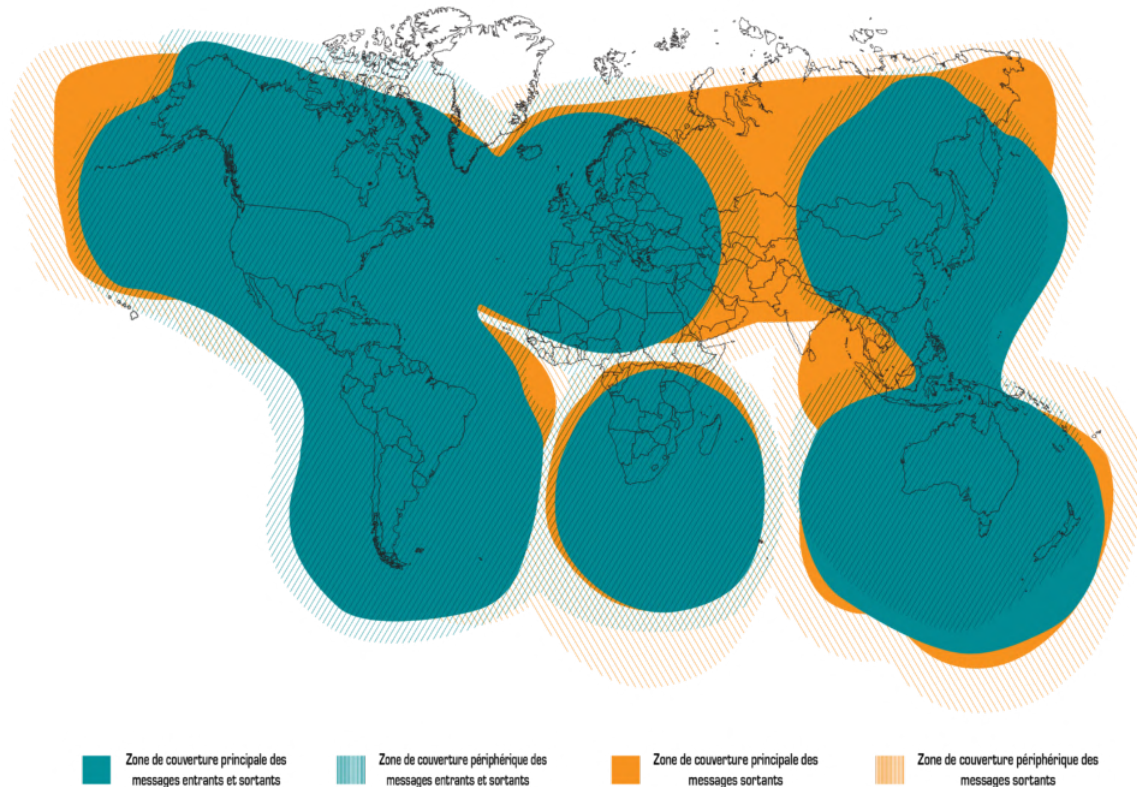 Zone de couverture principale des
messages entrants et sortants
Zone de couverture périphérique des
messages entrants et sortants
Zone de couverture principale des
messages sortants
Zone de couverture périphérique des
messages sortants